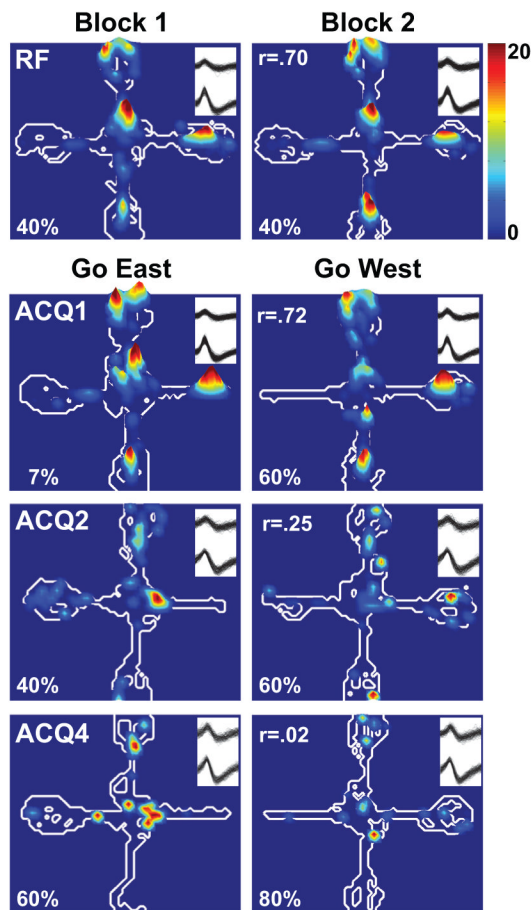 Block 1 Block 2
RF r=.70 20
40% 40% 0
Go East Go West
ACQ1 r=.72
7% 60%
ACQ2 r=.25
40% 60%
ACQ4 r=.02
60% 80%